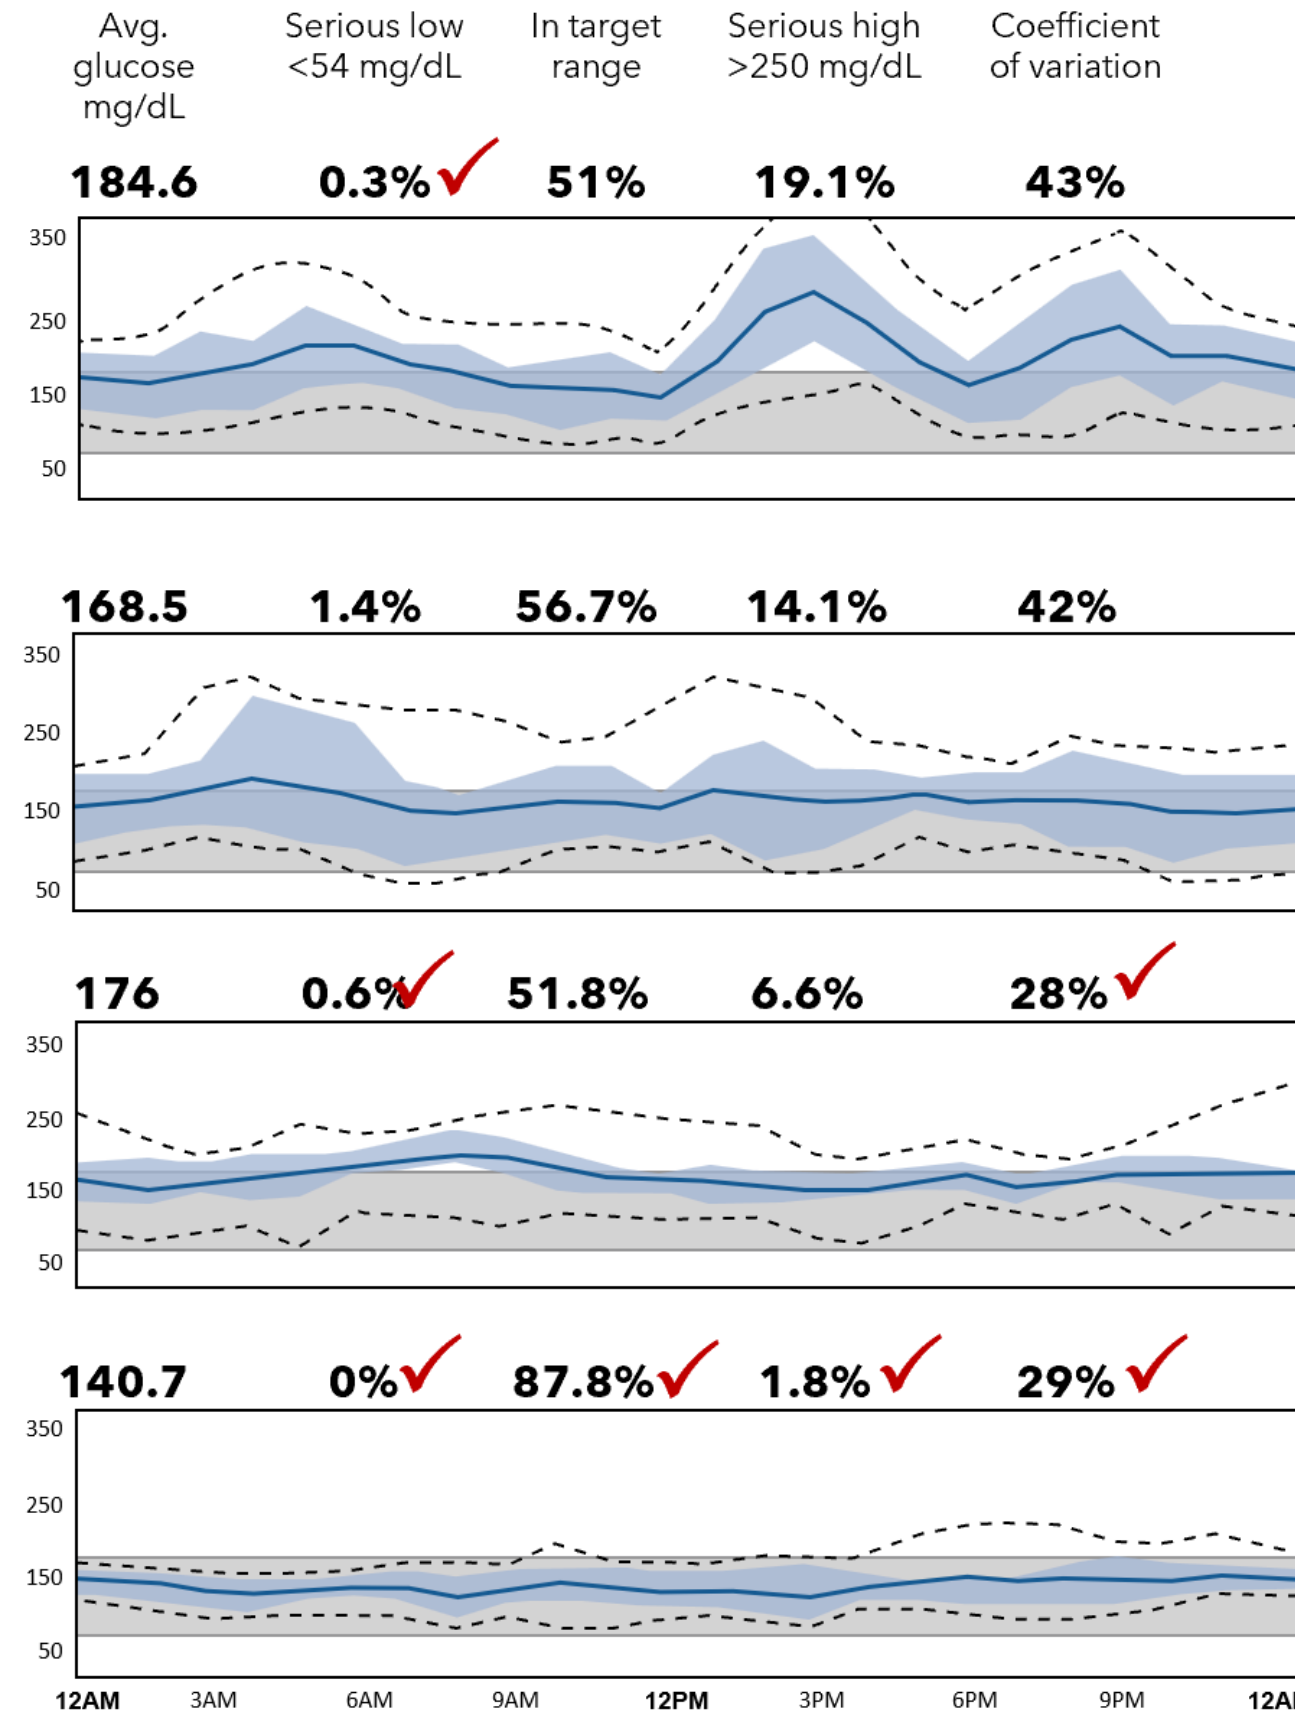 Avg. glucose mg/dL
Serious low <54 mg/dL
In target range
Serious high >250 mg/dL
Coefficient of variation
184.6 0.3% 51% 19.1% 43%
350
250
150
50
168.5 1.4% 56.7% 14.1% 42%
350
250
150
50
176 0.6% 51.8% 6.6% 28%
350
250
150
50
140.7 0% 87.8% 1.8% 29%
350
250
150
50
12AM 3AM 6AM 9AM 12PM 3PM 6PM 9PM